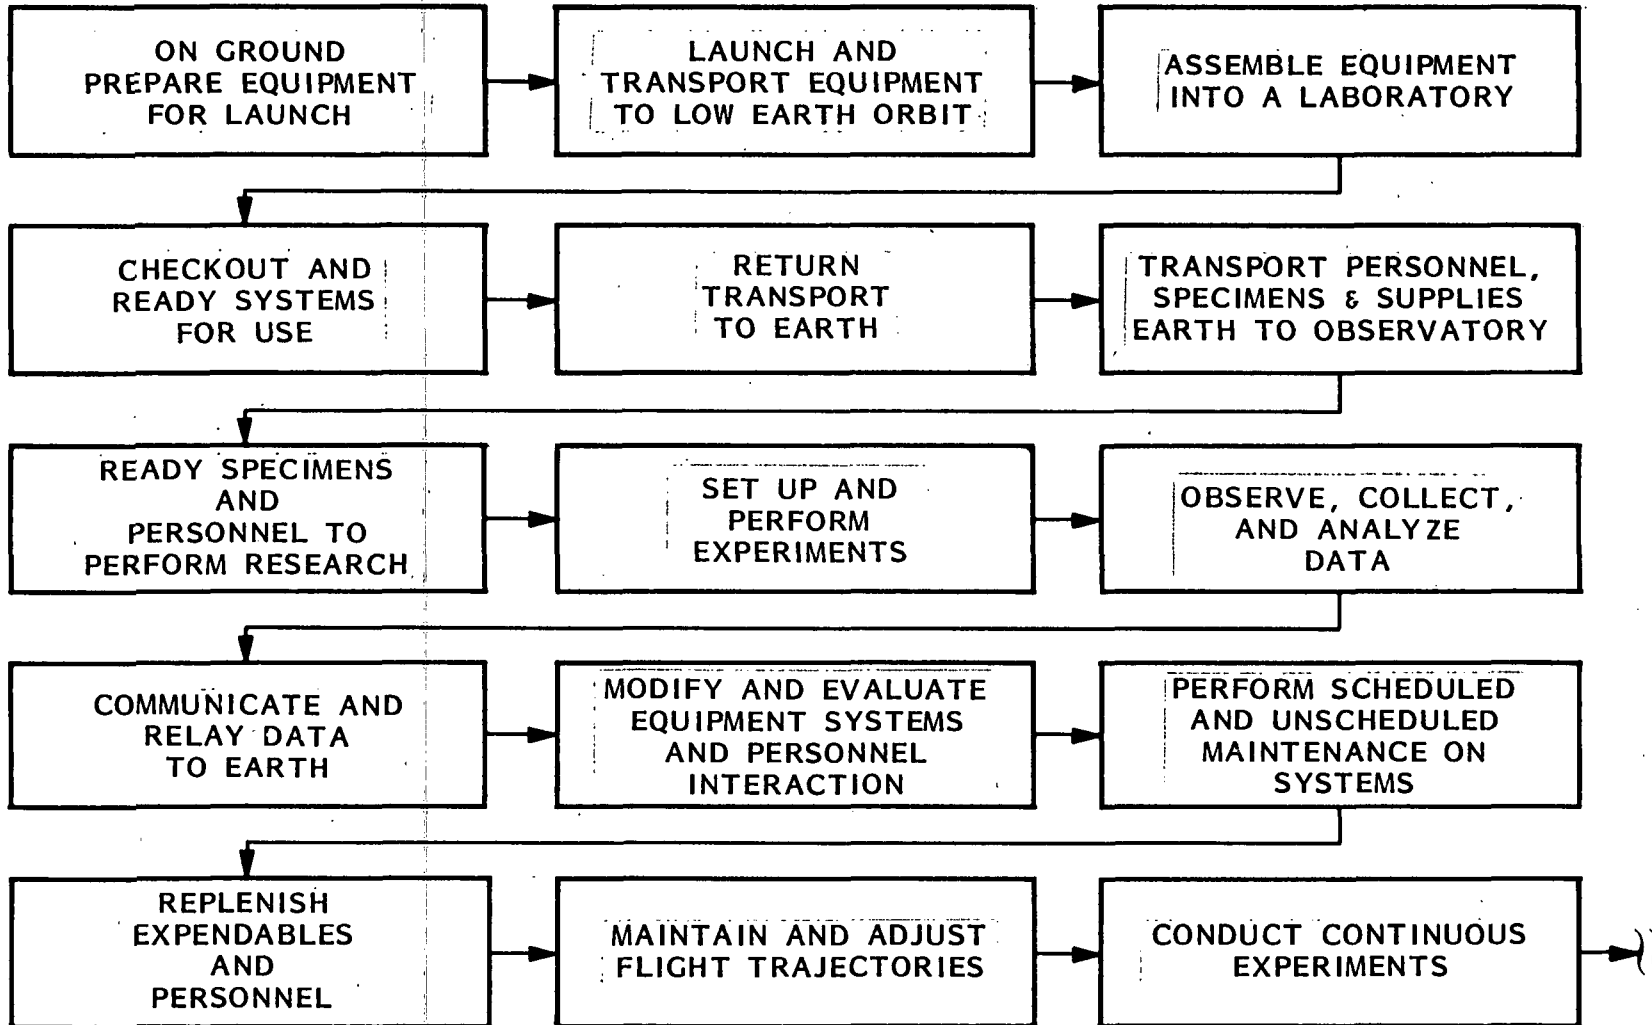 ON GROUND
PREPARE EQUIPMENT
FOR LAUNCH
LAUNCH AND
TRANSPORT EQUIPMENT
TO LOW EARTH ORBIT
ASSEMBLE EQUIPMENT
INTO A LABORATORY
CHECKOUT AND
READY SYSTEMS
FOR USE
RETURN
TRANSPORT
TO EARTH
TRANSPORT PERSONNEL,
SPECIMENS & SUPPLIES
EARTH TO OBSERVATORY
READY SPECIMENS
AND
PERSONNEL TO
PERFORM RESEARCH
SET UP AND
PERFORM
EXPERIMENTS
OBSERVE, COLLECT,
AND ANALYZE
DATA
COMMUNICATE AND
RELAY DATA
TO EARTH
MODIFY AND EVALUATE
EQUIPMENT SYSTEMS
AND PERSONNEL
INTERACTION
PERFORM SCHEDULED
AND UNSCHEDULED
MAINTENANCE ON
SYSTEMS
REPLENISH
EXPENDABLES
AND
PERSONNEL
MAINTAIN AND ADJUST
FLIGHT TRAJECTORIES
CONDUCT CONTINUOUS
EXPERIMENTS